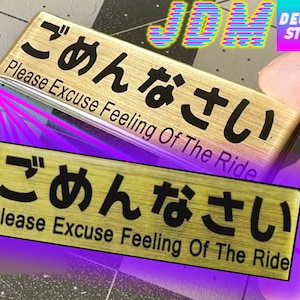 JDM
ごめんなさい
Please Excuse Feeling Of The Ride
ごめんなさい
lease Excuse Feeling Of The Ride